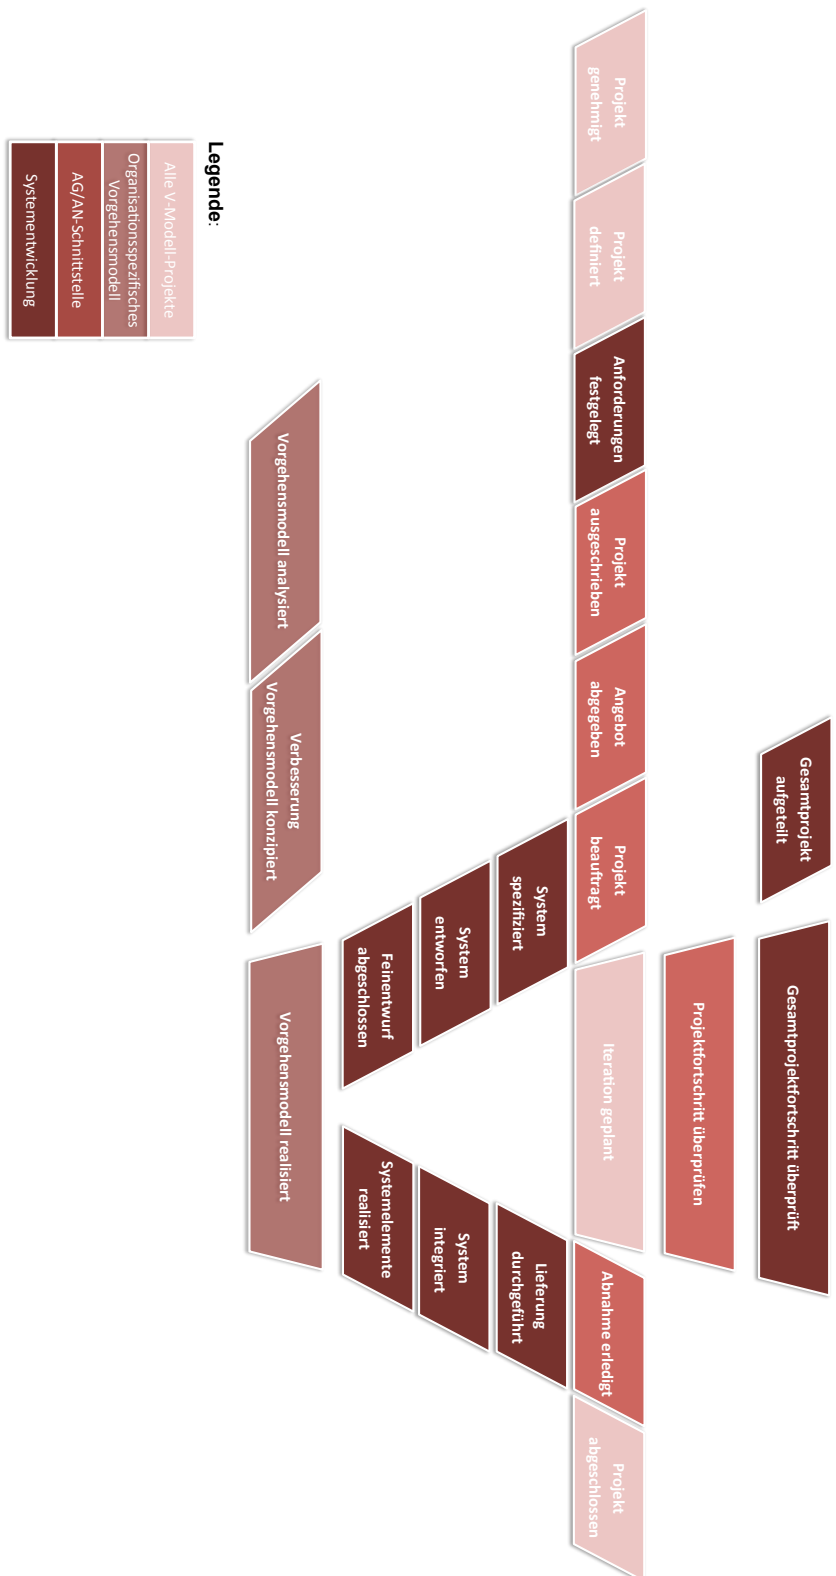 Gesamtprojekt
aufgeteilt
Gesamtprojektfortschritt überprüft
Projektfortschritt überprüfen
Projekt
genehmigt
Projekt
definiert
Anforderungen
festgelegt
Projekt
ausgeschrieben
Angebot
abgegeben
Projekt
beauftragt
Iteration geplant
Abnahme erledigt
Projekt
abgeschlossen
System
spezifiziert
Lieferung
durchgeführt
System
entworfen
System
integriert
Feinentwurf
abgeschlossen
Systemelemente
realisiert
Vorgehensmodell analysiert
Verbesserung
Vorgehensmodell konzipiert
Vorgehensmodell realisiert
Legende:
Alle V-Modell-Projekte
Organisationsspezifisches
Vorgehensmodell
AG/AN-Schnittstelle
Systementwicklung